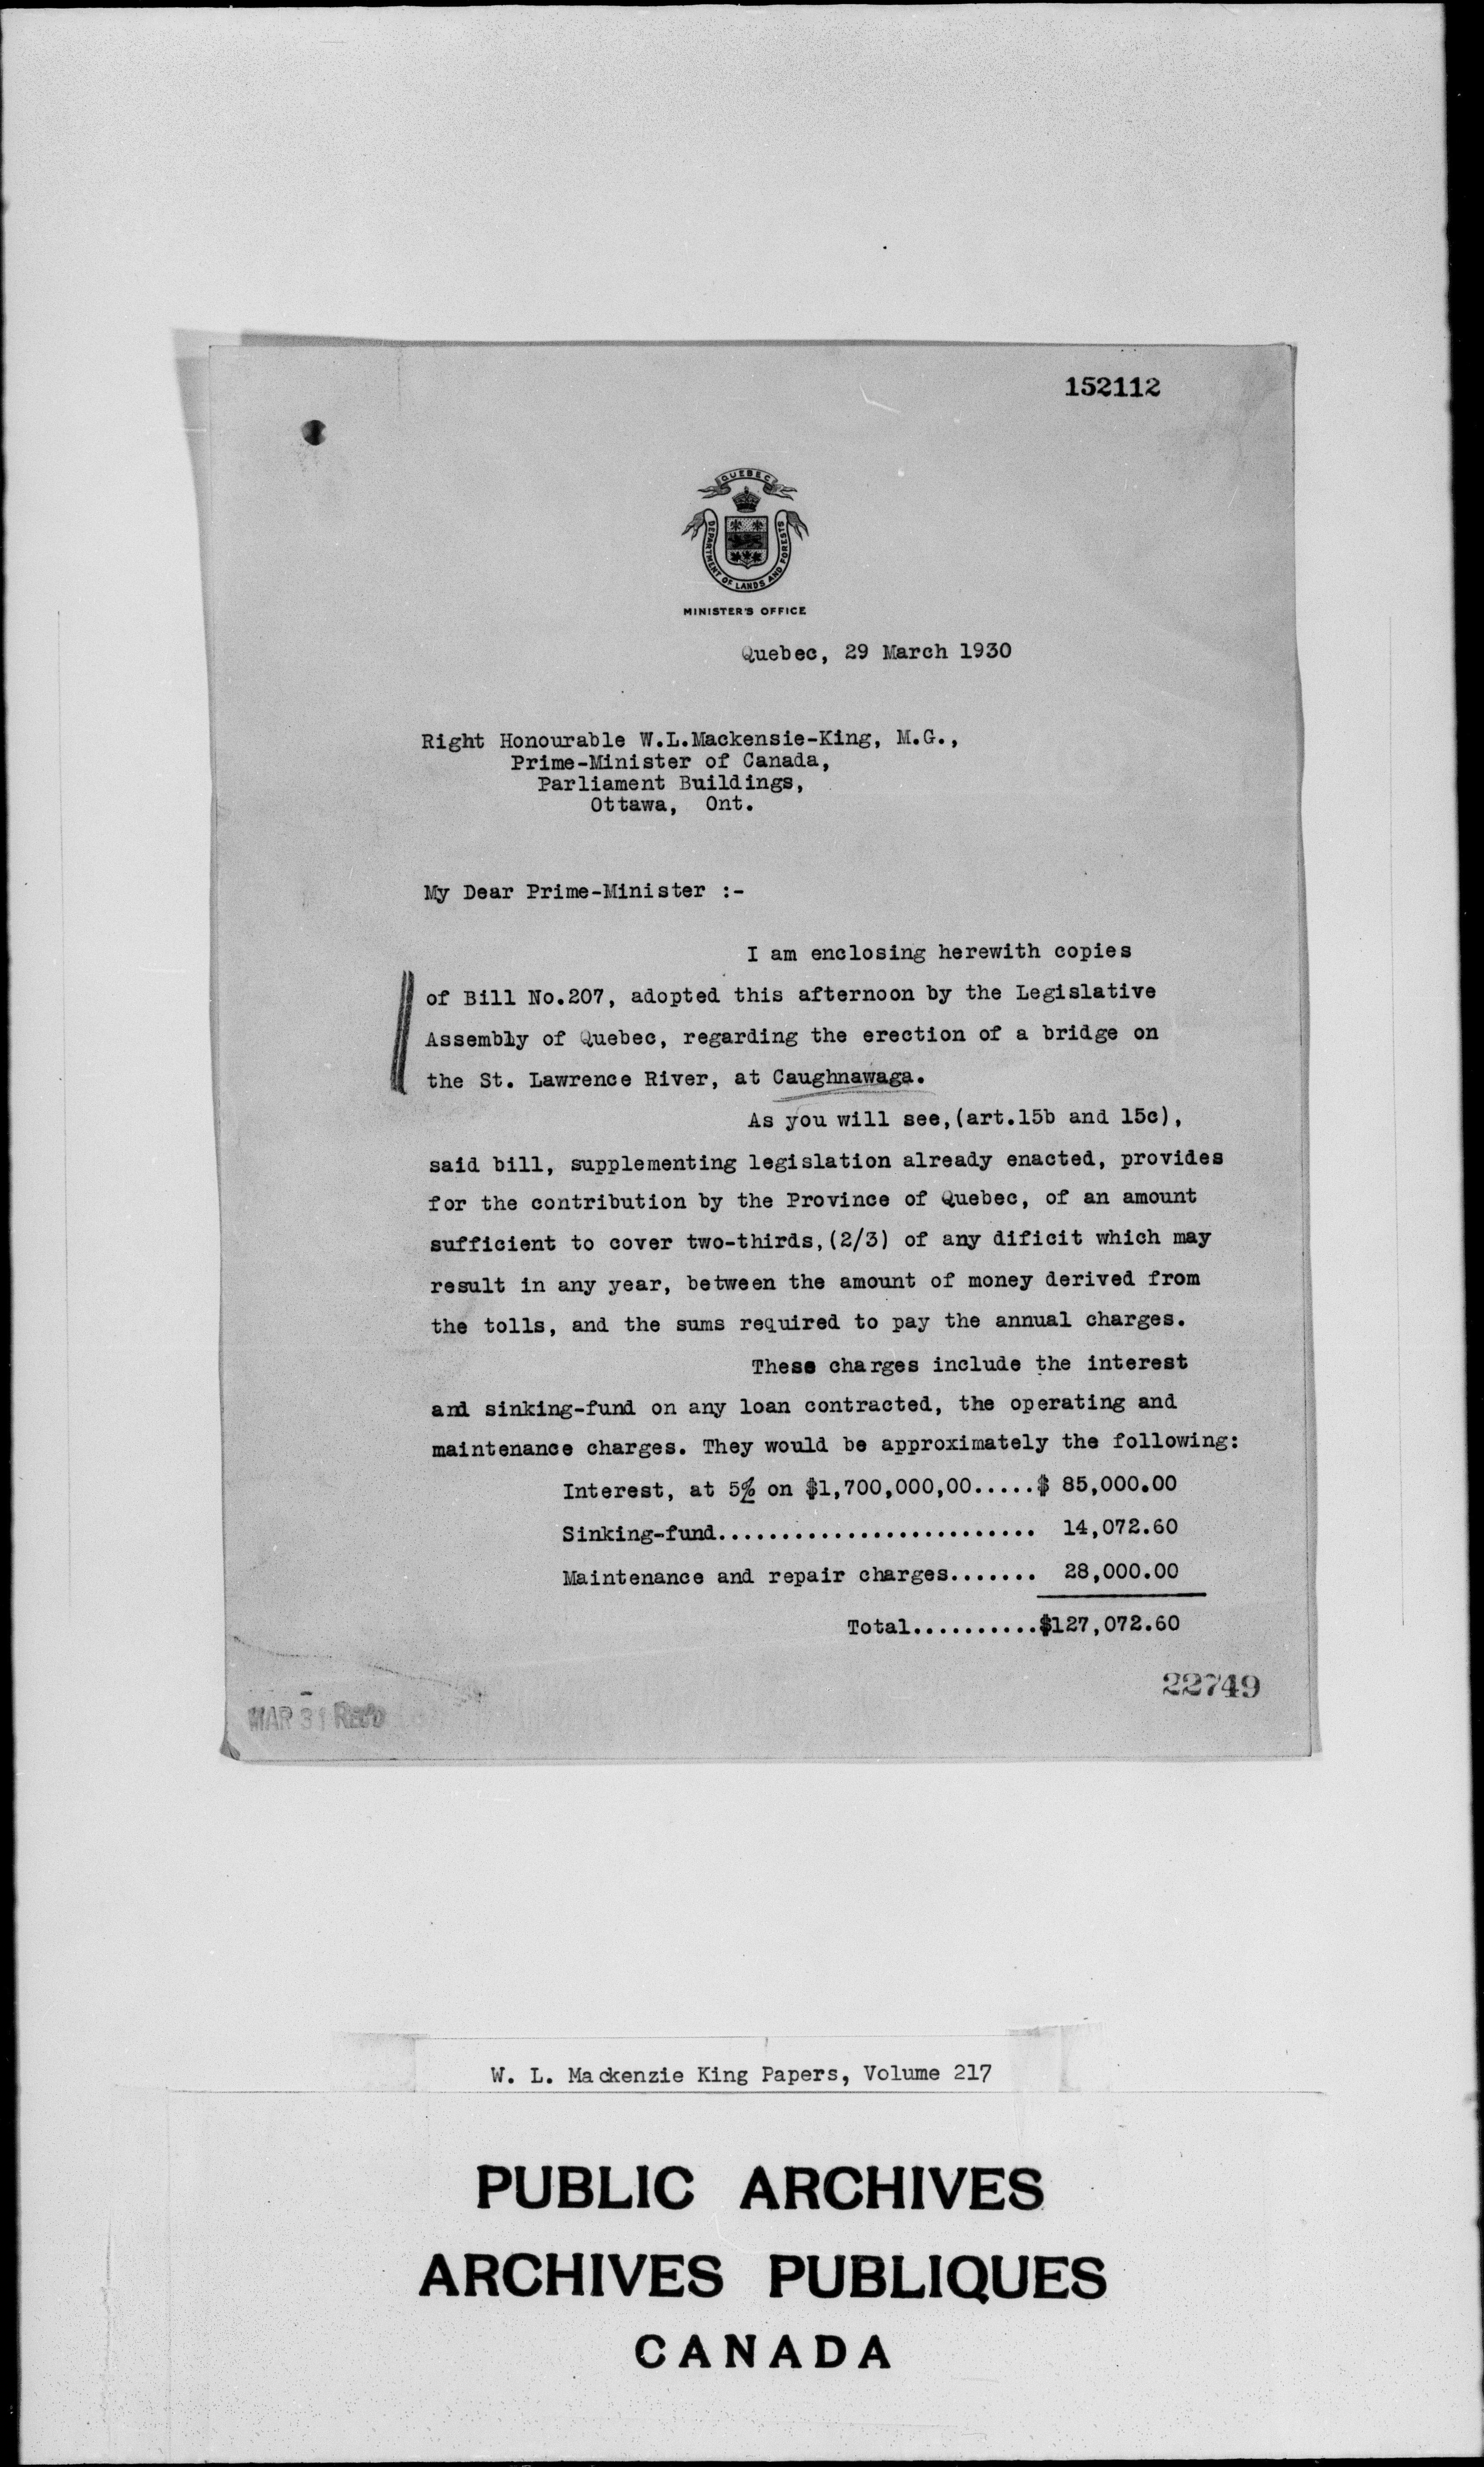 152112
QUEBEC
DEPARTMENT OF LANDS AND FORESTS
MINISTER'S OFFICE
Quebec, 29 March 1930
Right Honourable W.L.Mackensie-King, M.G.,
Prime-Minister of Canada,
Parliament Buildings,
Ottawa, Ont.
My Dear Prime-Minister :-
I am enclosing herewith copies
of Bill No.207, adopted this afternoon by the Legislative
Assembly of Quebec, regarding the erection of a bridge on
the St. Lawrence River, at Caughnawaga.
As you will see,(art.15b and 15c),
said bill, supplementing legislation already enacted, provides
for the contribution by the Province of Quebec, of an amount
sufficient to cover two-thirds,(2/3) of any dificit which may
result in any year, between the amount of money derived from
the tolls, and the sums required to pay the annual charges.
These charges include the interest
and sinking-fund on any loan contracted, the operating and
maintenance charges. They would be approximately the following:
Interest, at 5% on $1,700,000,00.....$ 85,000.00
Sinking-fund......................... 14,072.60
Maintenance and repair charges....... 28,000.00
Total..........$127,072.60
22749
MAR 31 REC'D
W. L. Mackenzie King Papers, Volume 217
PUBLIC ARCHIVES
ARCHIVES PUBLIQUES
CANADA